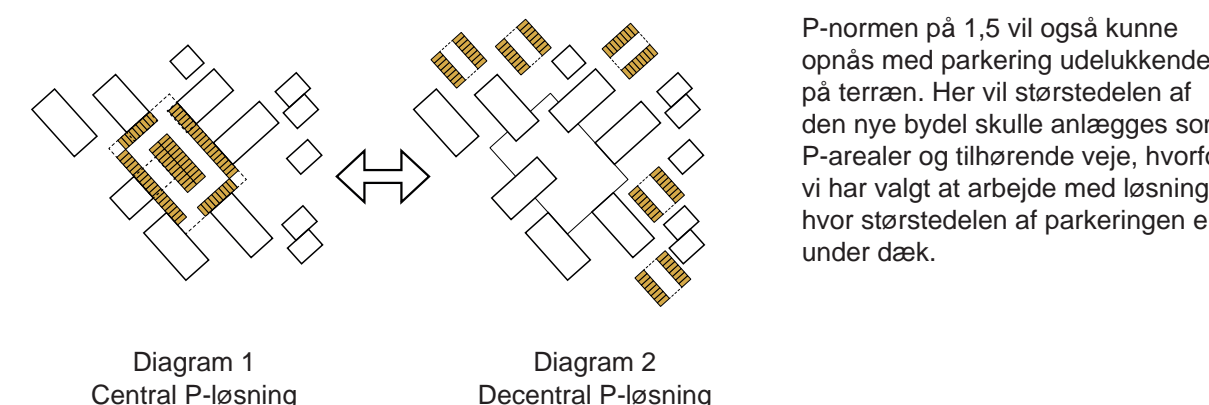 P-normen på 1,5 vil også kunne
opnås med parkering udelukkende
på terræn. Her vil størstedelen af
den nye bydel skulle anlægges
P-arealer og tilhørende veje,
vi har valgt at arbejde med
hvor størstedelen af parkeringen
under dæk.
Diagram 1
Central P-løsning
Diagram 2
Decentral P-løsning